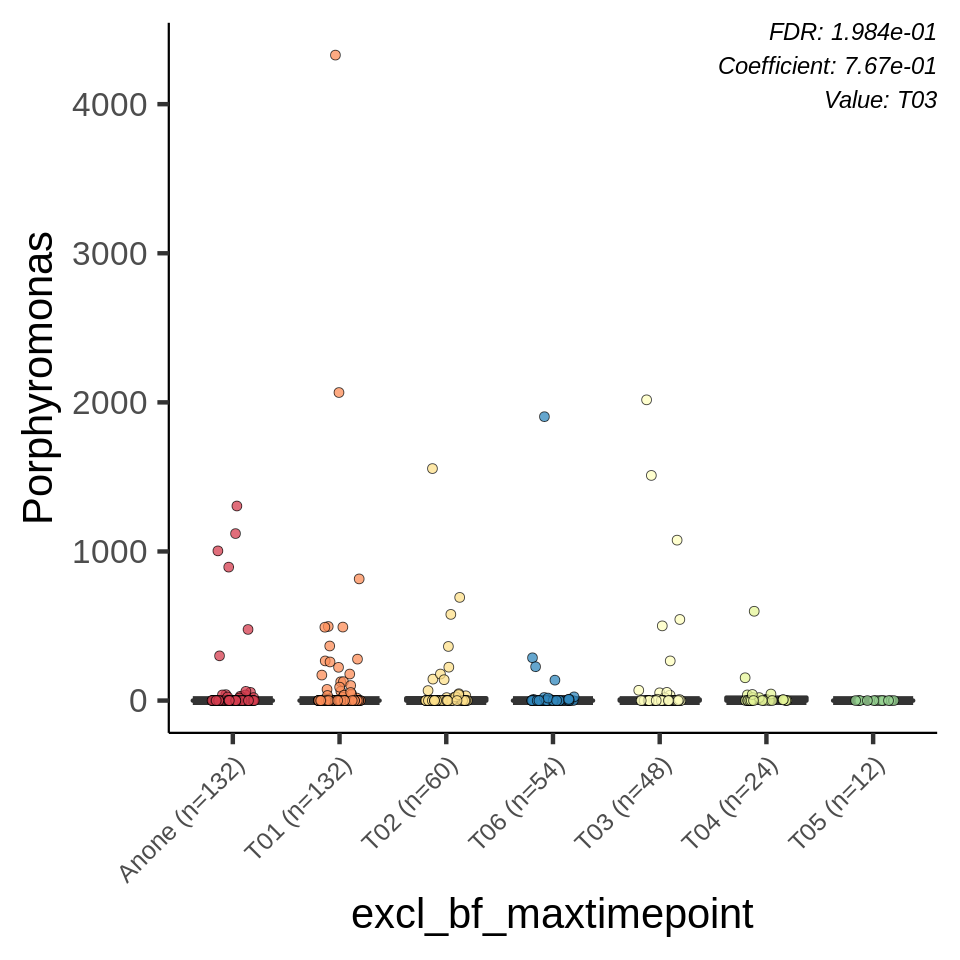 FDR: 1.984e-01
Coefficient: 7.67e-01
Value: T03
4000
3000
2000
1000
0
Porphyromonas
Anone (n=132)
T01 (n=132)
T02 (n=60)
T06 (n=54)
T03 (n=48)
T04 (n=24)
T05 (n=12)
excl_bf_maxtimepoint